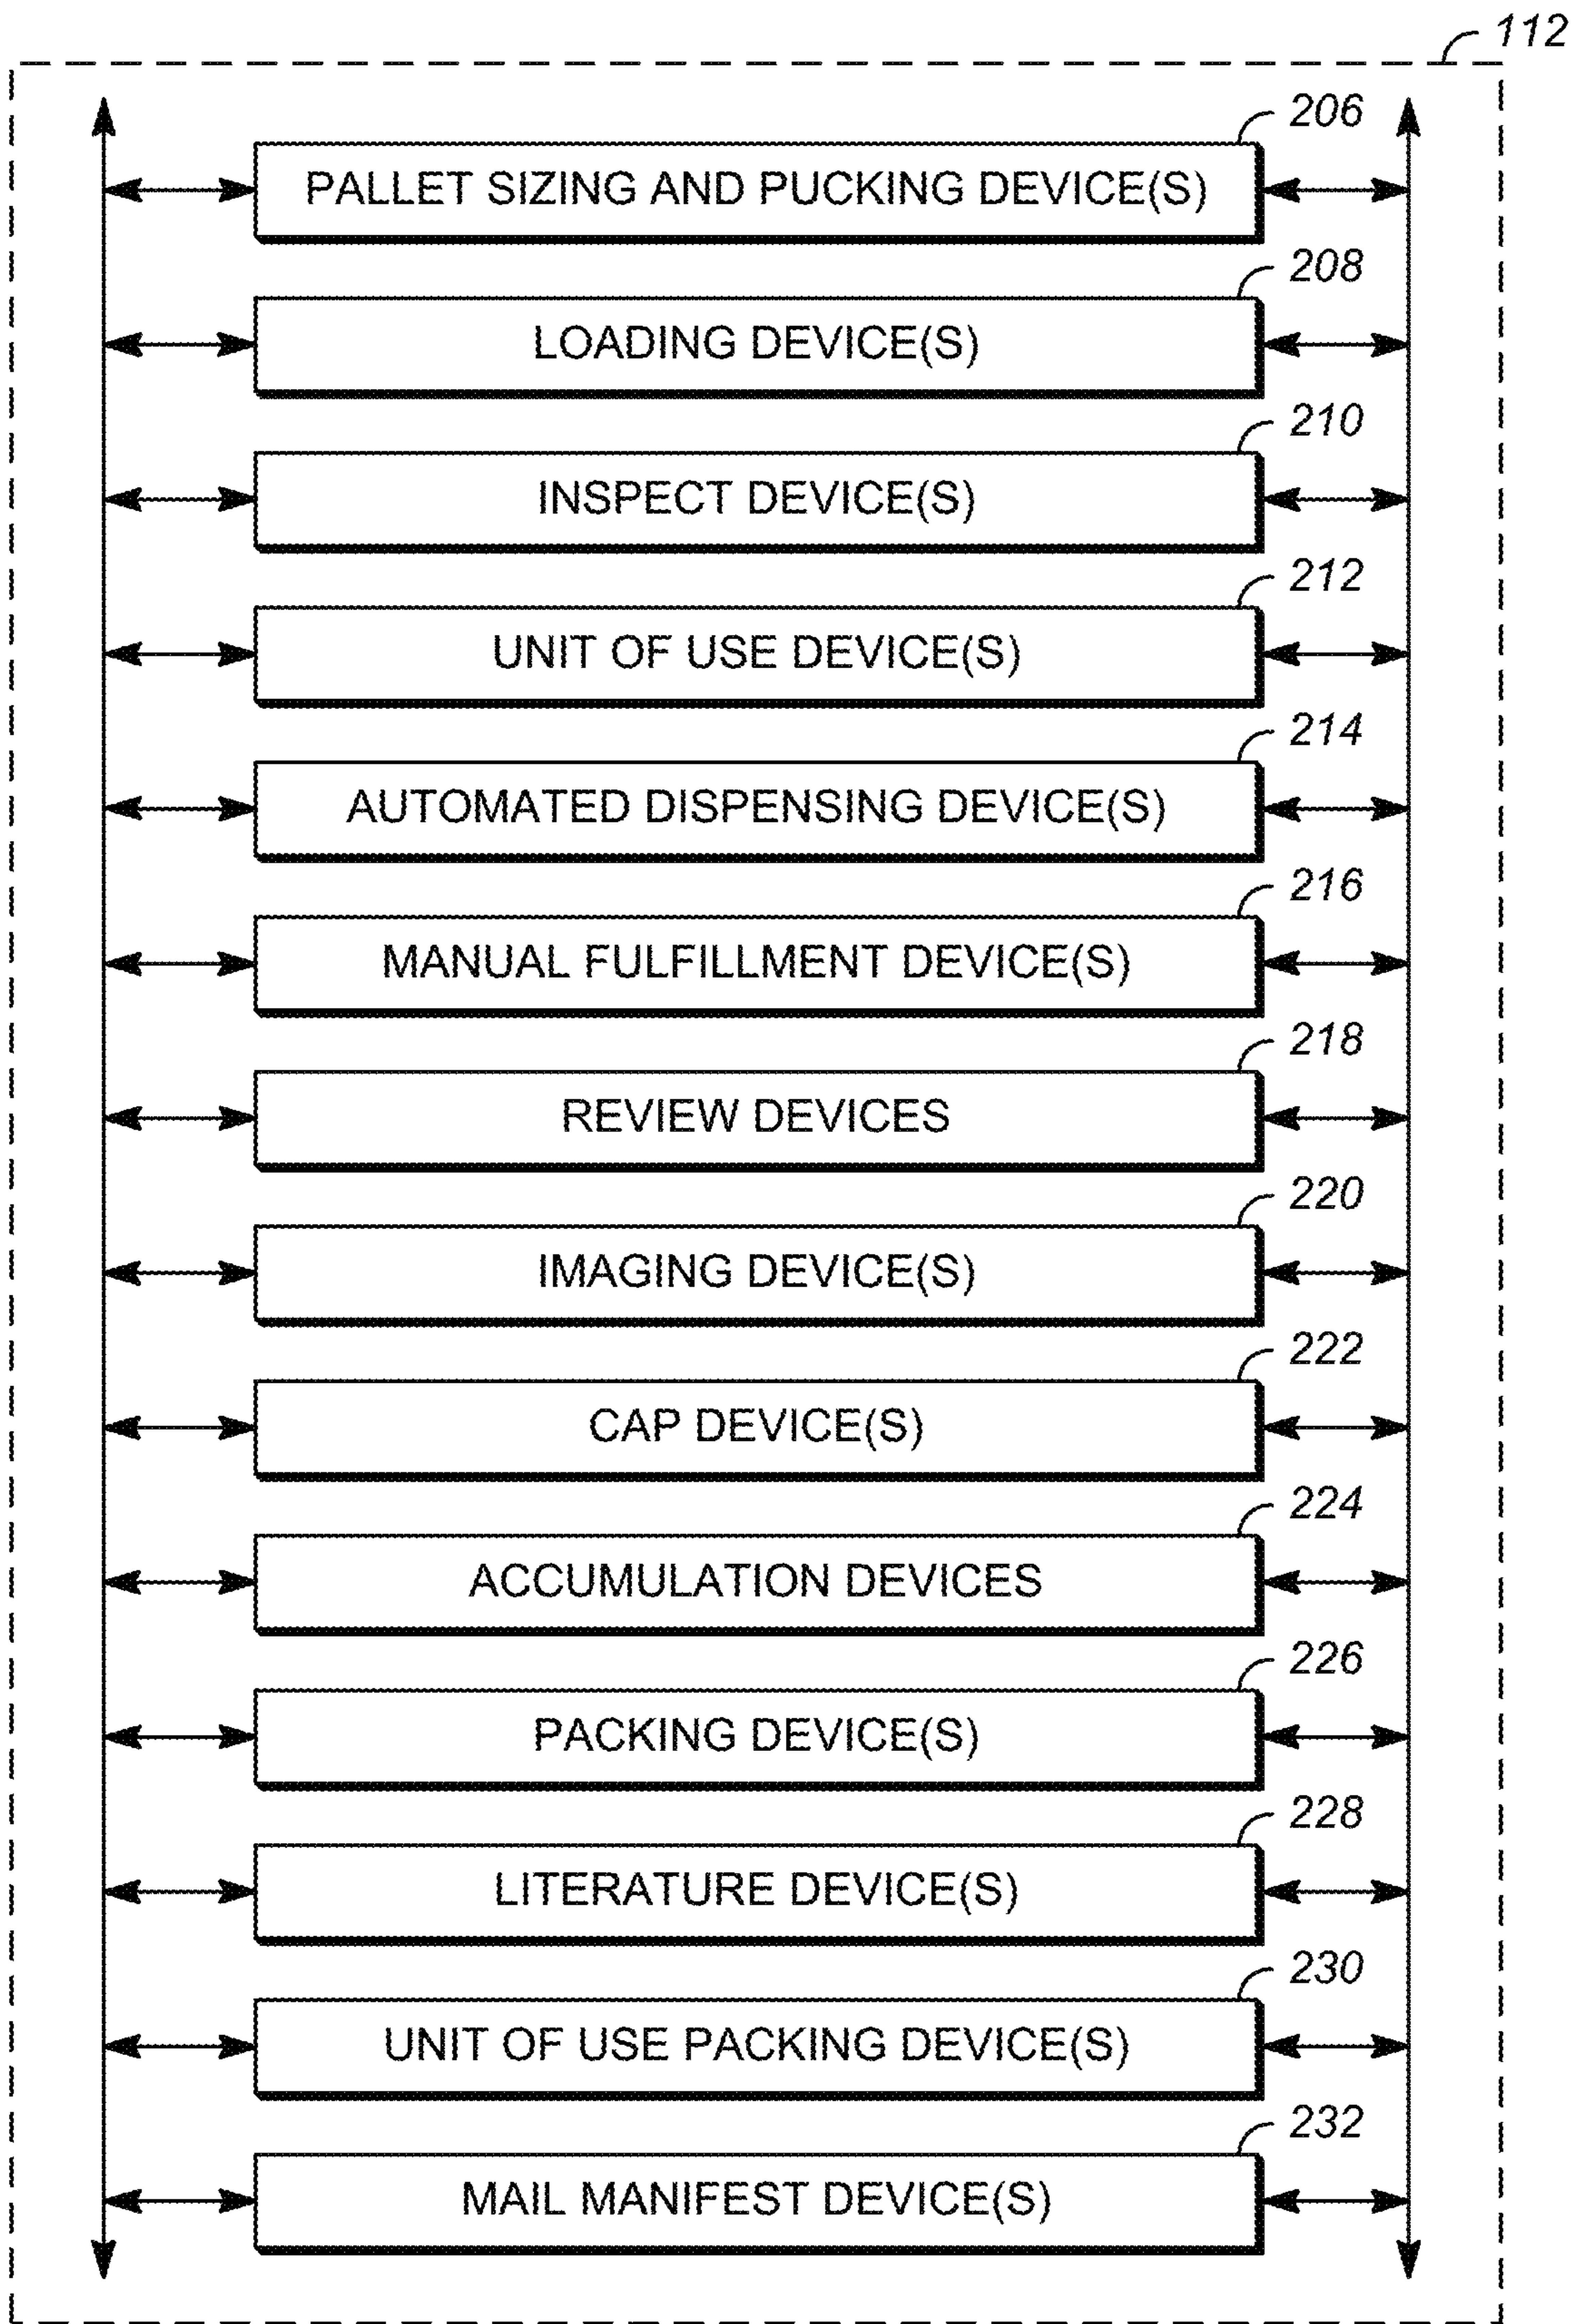 112
206
PALLET SIZING AND PUCKING DEVICE(S)
208
LOADING DEVICE(S)
210
INSPECT DEVICE(S)
212
UNIT OF USE DEVICE(S)
214
AUTOMATED DISPENSING DEVICE(S)
216
MANUAL FULFILLMENT DEVICE(S)
218
REVIEW DEVICES
220
IMAGING DEVICE(S)
222
CAP DEVICE(S)
224
ACCUMULATION DEVICES
226
PACKING DEVICE(S)
228
LITERATURE DEVICE(S)
230
UNIT OF USE PACKING DEVICE(S)
232
MAIL MANIFEST DEVICE(S)